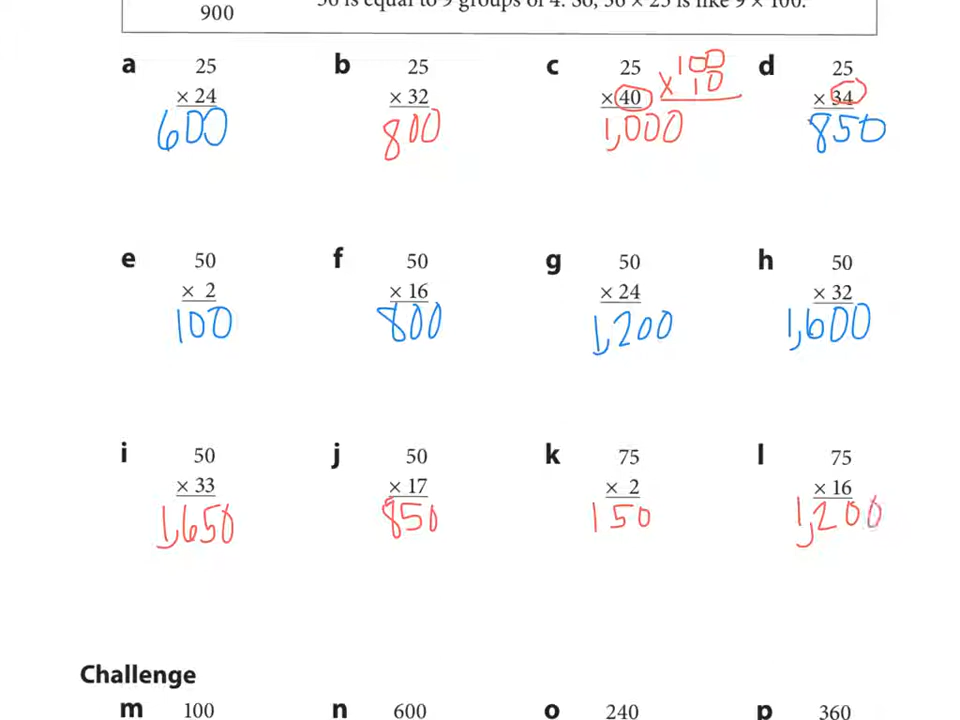 36 is equal to 9 groups of 4. So, 36 × 25 is like 9 × 100.
900
a 25 × 24 600
b 25 × 32 800
c 25 × 40 1,000
100 × 10
d 25 × 34 850
e 50 × 2 100
f 50 × 16 800
g 50 × 24 1,200
h 50 × 32 1,600
i 50 × 33 1,650
j 50 × 17 850
k 75 × 2 150
l 75 × 16 1,200
Challenge
m 100
n 600
o 240
p 360